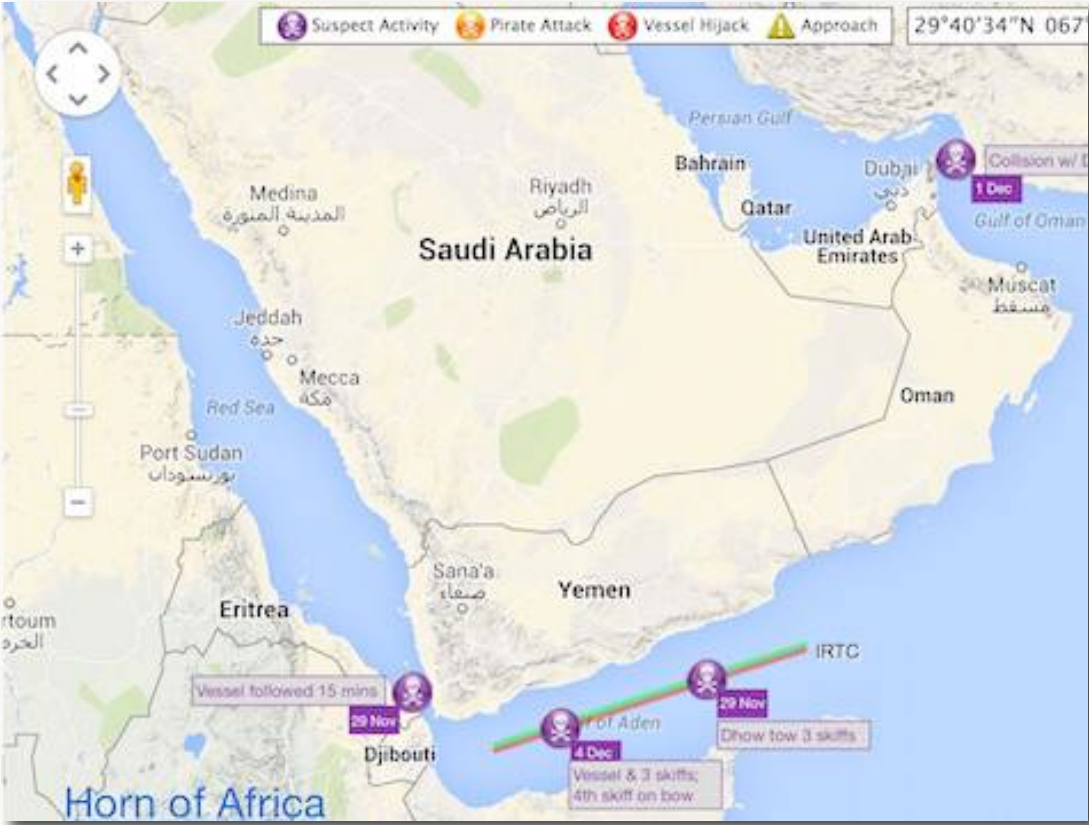 Suspect Activity Pirate Attack Vessel Hijack Approach
29°40'34"N 067°
Persian Gulf
Bahrain
Dubai
دبي
Collision w/
1 Dec
Medina
المدينة المنورة
Riyadh
الرياض
Qatar
Gulf of Oman
United Arab
Emirates
Saudi Arabia
Muscat
مسقط
Jeddah
جدة
Mecca
مكة
Oman
Red Sea
Port Sudan
بورتسودان
Sana'a
صنعاء
Yemen
Eritrea
IRTC
Vessel followed 15 mins
29 Nov
29 Nov
of Aden
Dhow tow 3 skiffs
Djibouti
4 Dec
Vessel & 3 skiffs;
4th skiff on bow
Horn of Africa